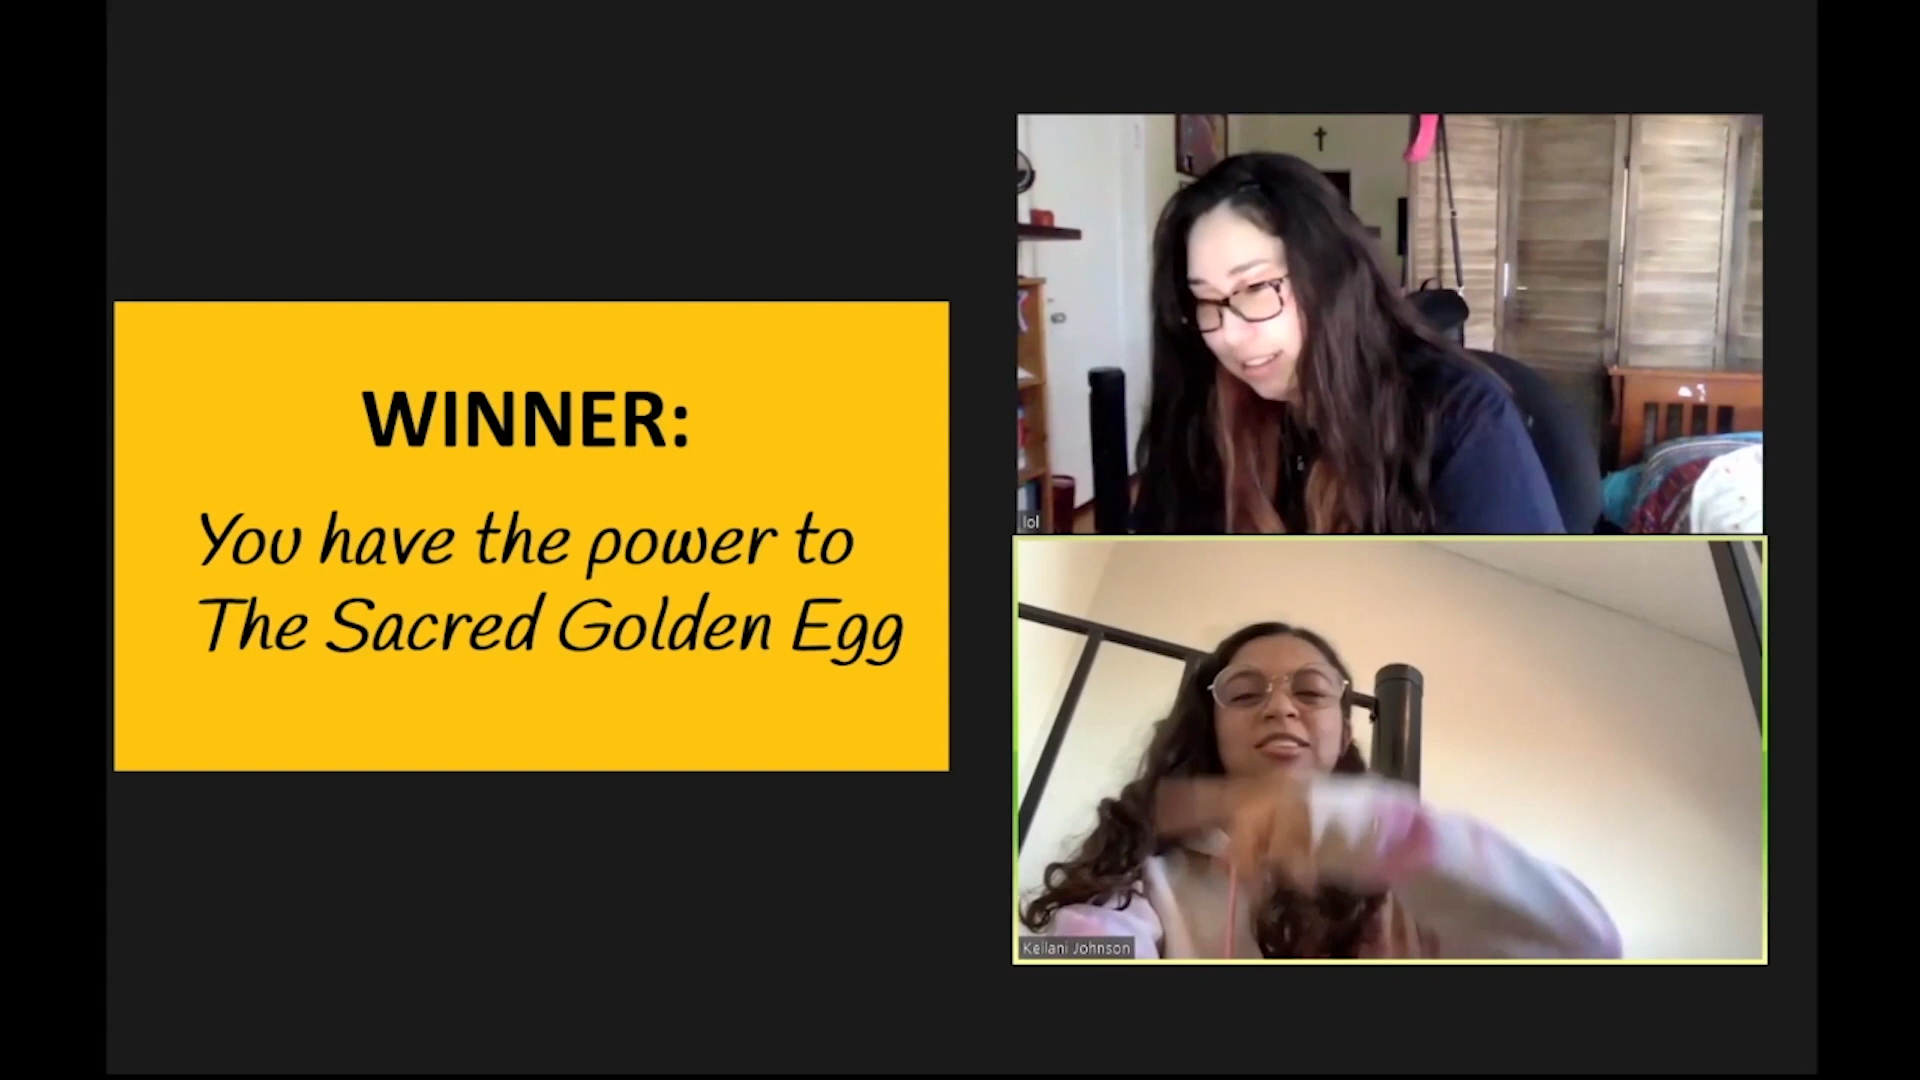 WINNER:
You have the power to
The Sacred Golden Egg
lol
Keilani Johnson